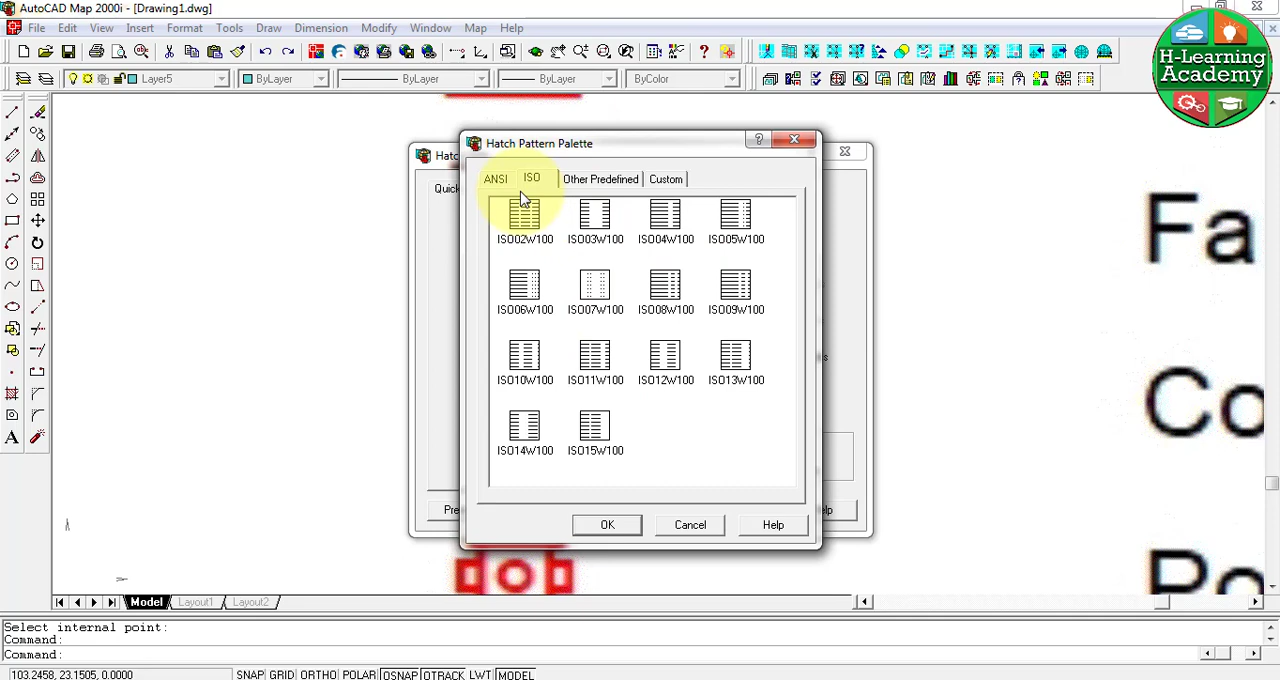 AutoCAD Map 2000i - [Drawing1.dwg]
File Edit View Insert Format Tools Draw Dimension Modify Window Map Help
Layer5 ByLayer ByLayer ByLayer ByColor
H-Learning
Academy
Hatch Pattern Palette
Hatc
ANSI ISO Other Predefined Custom
Quick
ISO02W100 ISO03W100 ISO04W100 ISO05W100
ISO06W100 ISO07W100 ISO08W100 ISO09W100
ISO10W100 ISO11W100 ISO12W100 ISO13W100
ISO14W100 ISO15W100
Pre
OK Cancel Help
elp
Fa
Co
Po
Model Layout1 Layout2
Select internal point:
Command:
Command:
103.2458, 23.1505, 0.0000 SNAP GRID ORTHO POLAR OSNAP OTRACK LWT MODEL